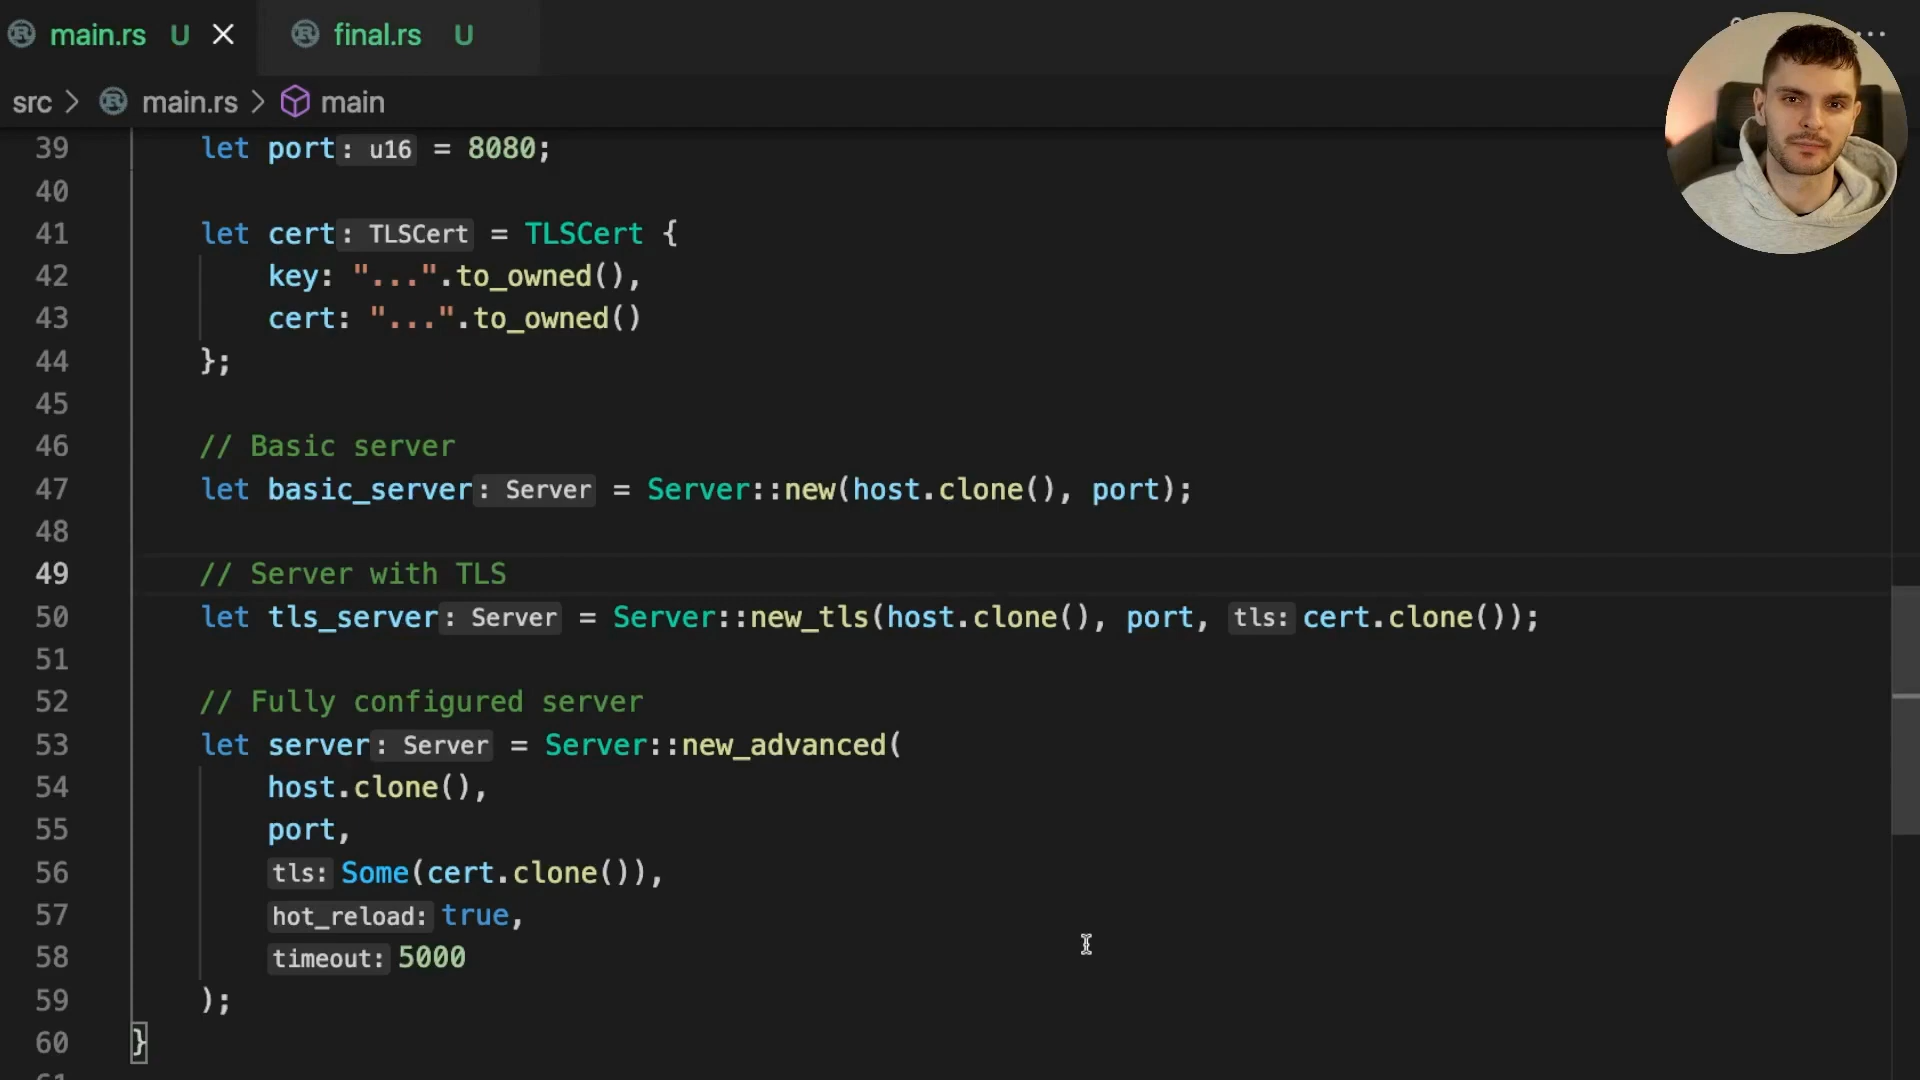 main.rs U
final.rs U
src > main.rs > main
39 let port: u16 = 8080;
40
41 let cert: TLSCert = TLSCert {
42 key: "...".to_owned(),
43 cert: "...".to_owned()
44 };
45
46 // Basic server
47 let basic_server: Server = Server::new(host.clone(), port);
48
49 // Server with TLS
50 let tls_server: Server = Server::new_tls(host.clone(), port, tls: cert.clone());
51
52 // Fully configured server
53 let server: Server = Server::new_advanced(
54 host.clone(),
55 port,
56 tls: Some(cert.clone()),
57 hot_reload: true,
58 timeout: 5000
59 );
60 }
61